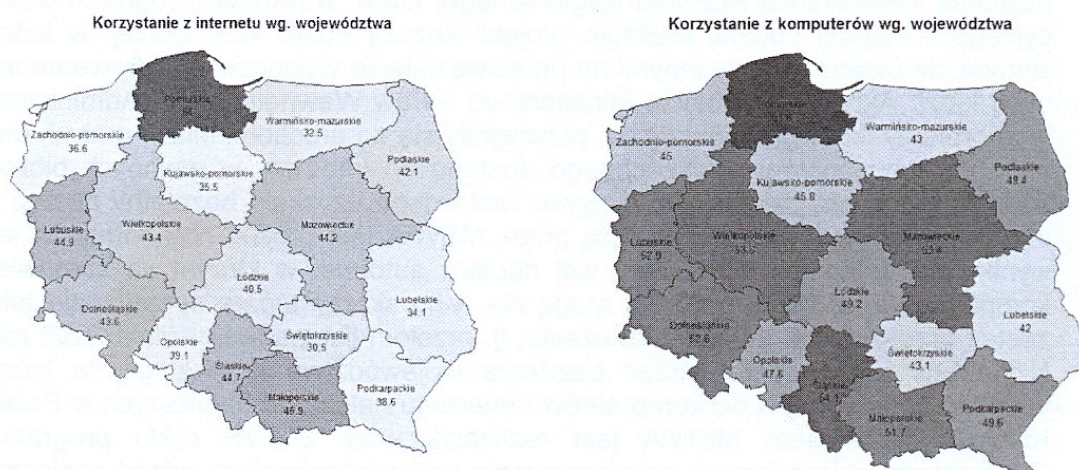 Korzystanie z internetu wg. województwa
Pomorskie
Zachodnio-pomorskie
36.6
Warmińsko-mazurskie
32.5
Podlaskie
42.1
Kujawsko-pomorskie
35.5
Lubuskie
44.9
Wielkopolskie
43.4
Mazowieckie
44.2
Łódzkie
40.5
Dolnośląskie
43.6
Lubelskie
34.1
Opolskie
39.1
Świętokrzyskie
30.5
Śląskie
44.7
Małopolskie
46.9
Podkarpackie
38.6
Korzystanie z komputerów wg. województwa
Zachodnio-pomorskie
45
Warmińsko-mazurskie
43
Podlaskie
49.4
Kujawsko-pomorskie
45.8
Lubuskie
52.9
Wielkopolskie
53.6
Mazowieckie
Łódzkie
49.2
Dolnośląskie
Lubelskie
42
Opolskie
47.6
Świętokrzyskie
43.1
Śląskie
Małopolskie
51.7
Podkarpackie
49.6